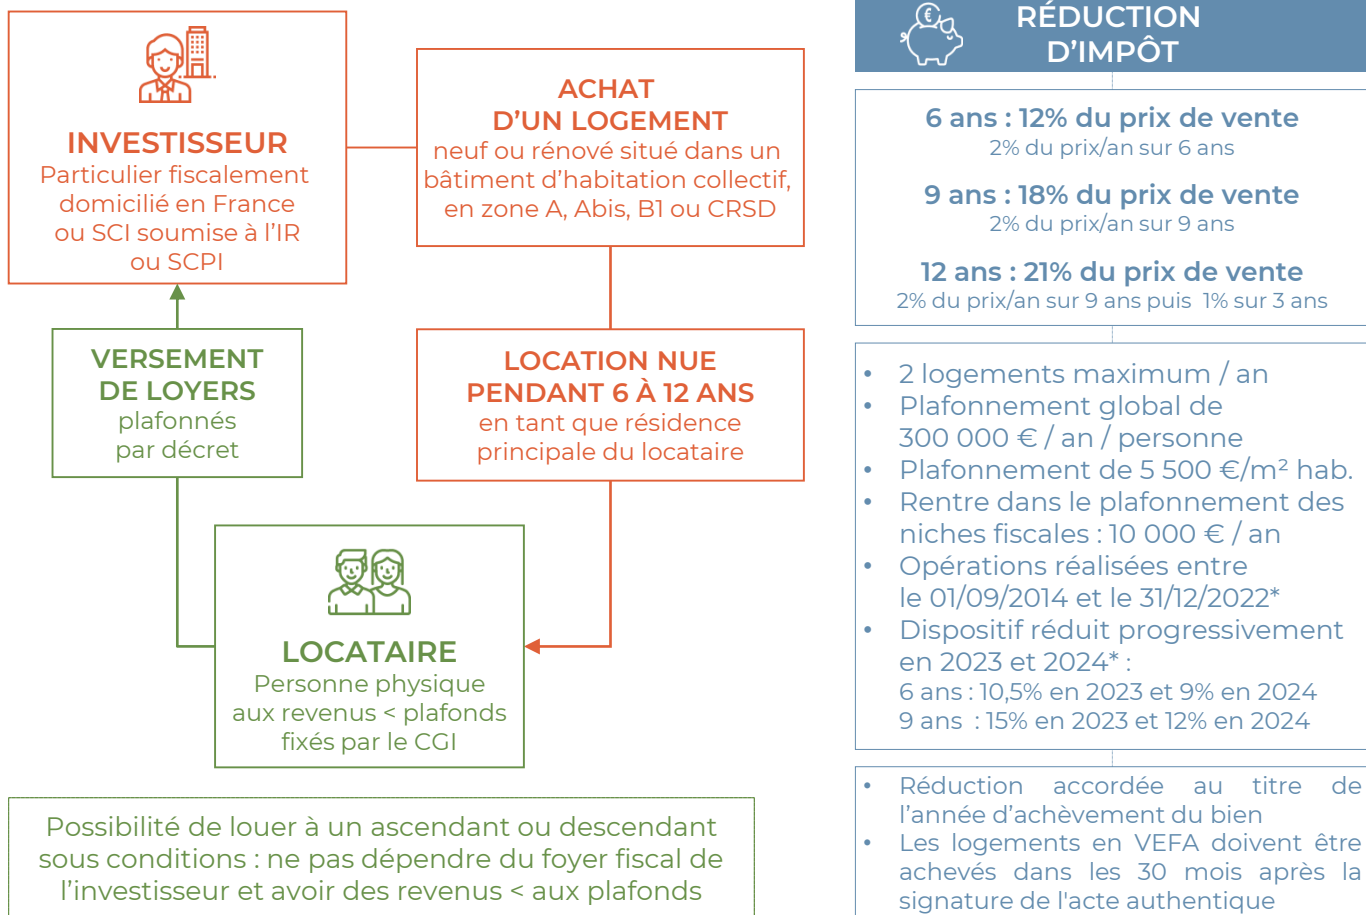 INVESTISSEUR
Particulier fiscalement
domicilié en France
ou SCI soumise à l'IR
ou SCPI
ACHAT
D'UN LOGEMENT
neuf ou rénové situé dans un
bâtiment d'habitation collectif,
en zone A, Abis, B1 ou CRSD
VERSEMENT
DE LOYERS
plafonnés
par décret
LOCATION NUE
PENDANT 6 À 12 ANS
en tant que résidence
principale du locataire
LOCATAIRE
Personne physique
aux revenus < plafonds
fixés par le CGI
Possibilité de louer à un ascendant ou descendant
sous conditions : ne pas dépendre du foyer fiscal de
l'investisseur et avoir des revenus < aux plafonds
RÉDUCTION
D'IMPÔT
6 ans : 12% du prix de vente
2% du prix/an sur 6 ans
9 ans : 18% du prix de vente
2% du prix/an sur 9 ans
12 ans : 21% du prix de vente
2% du prix/an sur 9 ans puis 1% sur 3 ans
• 2 logements maximum / an
• Plafonnement global de
300 000 € / an / personne
• Plafonnement de 5 500 €/m² hab.
• Rentre dans le plafonnement des
niches fiscales : 10 000 € / an
• Opérations réalisées entre
le 01/09/2014 et le 31/12/2022*
• Dispositif réduit progressivement
en 2023 et 2024* :
6 ans : 10,5% en 2023 et 9% en 2024
9 ans : 15% en 2023 et 12% en 2024
• Réduction accordée au titre de
l'année d'achèvement du bien
• Les logements en VEFA doivent être
achevés dans les 30 mois après la
signature de l'acte authentique